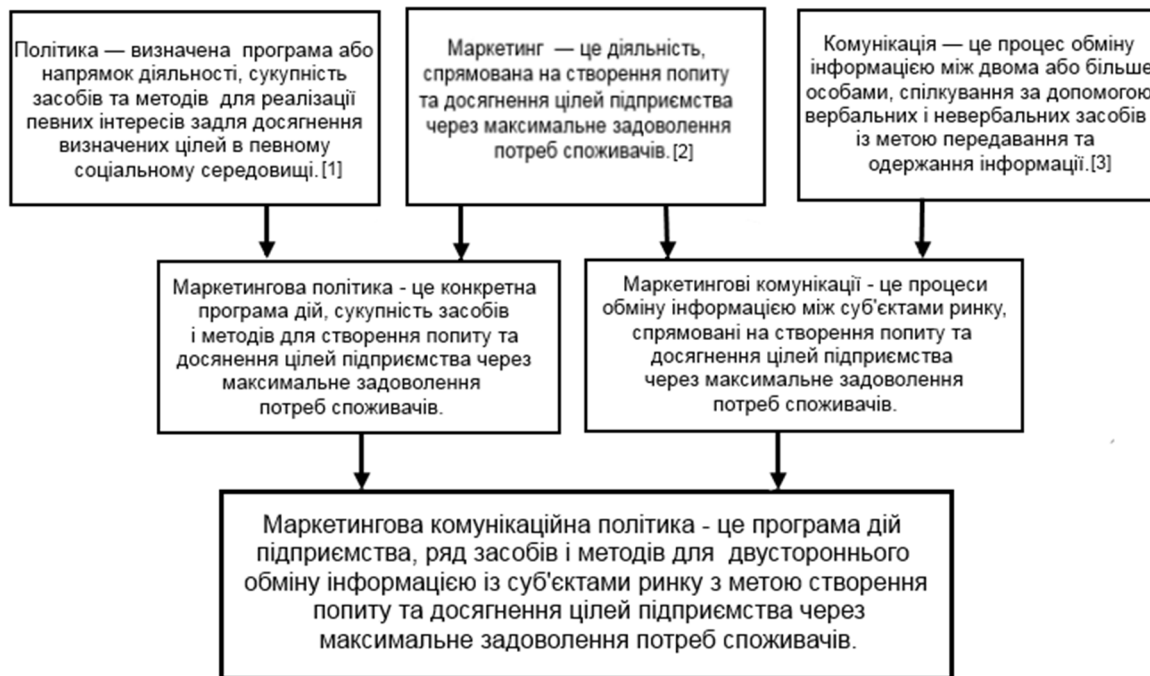 Політика — визначена програма або
напрямок діяльності, сукупність
засобів та методів для реалізації
певних інтересів задля досягнення
визначених цілей в певному
соціальному середовищі.[1]
Маркетинг — це діяльність,
спрямована на створення попиту
та досягнення цілей підприємства
через максимальне задоволення
потреб споживачів.[2]
Комунікація — це процес обміну
інформацією між двома або більше
особами, спілкування за допомогою
вербальних і невербальних засобів
із метою передавання та
одержання інформації.[3]
Маркетингова політика - це конкретна
програма дій, сукупність засобів
і методів для створення попиту та
досянення цілей підприємства через
максимальне задоволення
потреб споживачів.
Маркетингові комунікації - це процеси
обміну інформацією між суб'єктами ринку,
спрямовані на створення попиту та
досягнення цілей підприємства
через максимальне задоволення
потреб споживачів.
Маркетингова комунікаційна політика - це програма дій
підприємства, ряд засобів і методів для двустороннього
обміну інформацією із суб'єктами ринку з метою створення
попиту та досягнення цілей підприємства через
максимальне задоволення потреб споживачів.